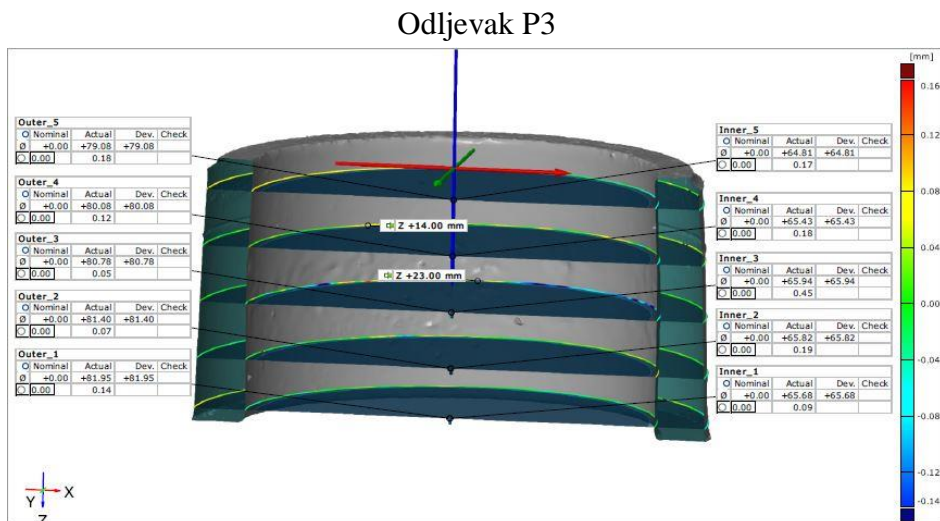 Odljevak P3
[mm]
Outer_5
Nominal Actual Dev. Check
Ø +0.00 +79.08 +79.08
0.00 0.18
Outer_4
Nominal Actual Dev. Check
Ø +0.00 +80.08 +80.08
0.00 0.12
Outer_3
Nominal Actual Dev. Check
Ø +0.00 +80.78 +80.78
0.00 0.05
Outer_2
Nominal Actual Dev. Check
Ø +0.00 +81.40 +81.40
0.00 0.07
Outer_1
Nominal Actual Dev. Check
Ø +0.00 +81.95 +81.95
0.00 0.14
Z +14.00 mm
Z +23.00 mm
Inner_5
Nominal Actual Dev. Check
Ø +0.00 +64.81 +64.81
0.00 0.17
Inner_4
Nominal Actual Dev. Check
Ø +0.00 +65.43 +65.43
0.00 0.18
Inner_3
Nominal Actual Dev. Check
Ø +0.00 +65.94 +65.94
0.00 0.45
Inner_2
Nominal Actual Dev. Check
Ø +0.00 +65.82 +65.82
0.00 0.19
Inner_1
Nominal Actual Dev. Check
Ø +0.00 +65.68 +65.68
0.00 0.09
0.16
0.12
0.08
0.04
0.00
-0.04
-0.08
-0.12
-0.14
X
Y
Z